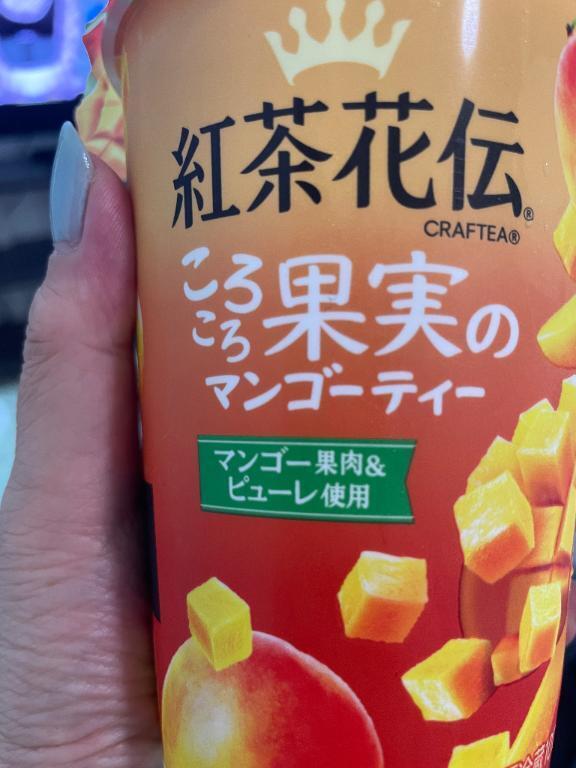 紅茶花伝®
CRAFTEA®
ころ
ころ果実の
マンゴーティー
マンゴー果肉&
ピューレ使用